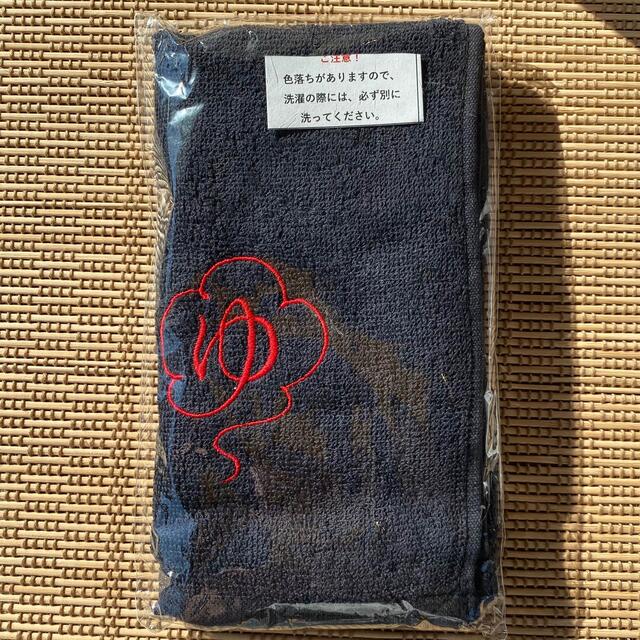 ご注意！
色落ちがありますので、
洗濯の際には、必ず別に
洗ってください。
ゆ